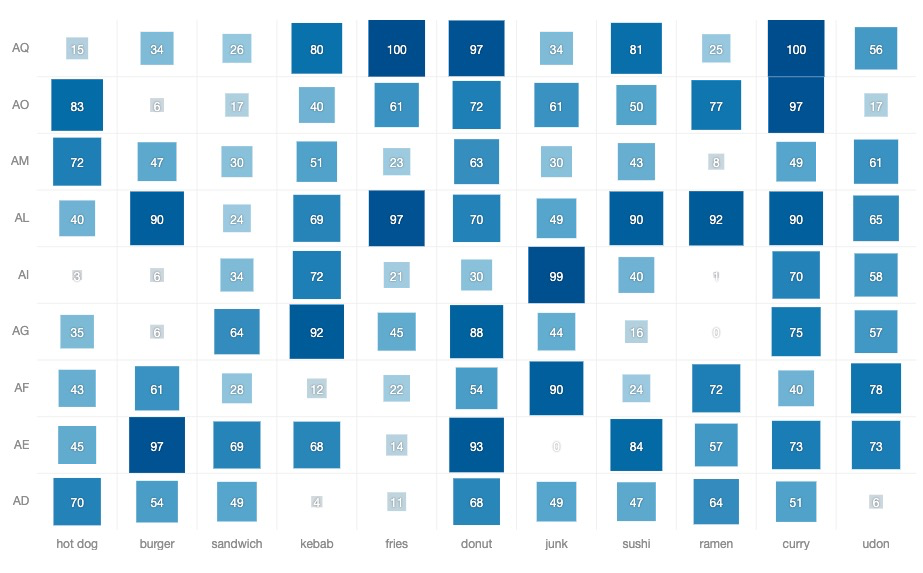 AQ 15 34 26 80 100 97 34 81 25 100 56
AO 83 6 17 40 61 72 61 50 77 97 17
AM 72 47 30 51 23 63 30 43 8 49 61
AL 40 90 24 69 97 70 49 90 92 90 65
AI 3 6 34 72 21 30 99 40 1 70 58
AG 35 6 64 92 45 88 44 16 0 75 57
AF 43 61 28 12 22 54 90 24 72 40 78
AE 45 97 69 68 14 93 0 84 57 73 73
AD 70 54 49 4 11 68 49 47 64 51 6
hot dog burger sandwich kebab fries donut junk sushi ramen curry udon